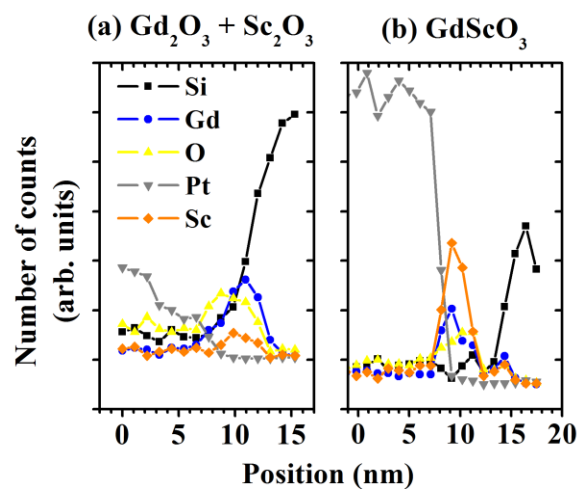 (a) Gd₂O₃ + Sc₂O₃ (b) GdScO₃
Si
Gd
O
Pt
Sc
Number of counts
(arb. units)
0 5 10 15 0 5 10 15 20
Position (nm)